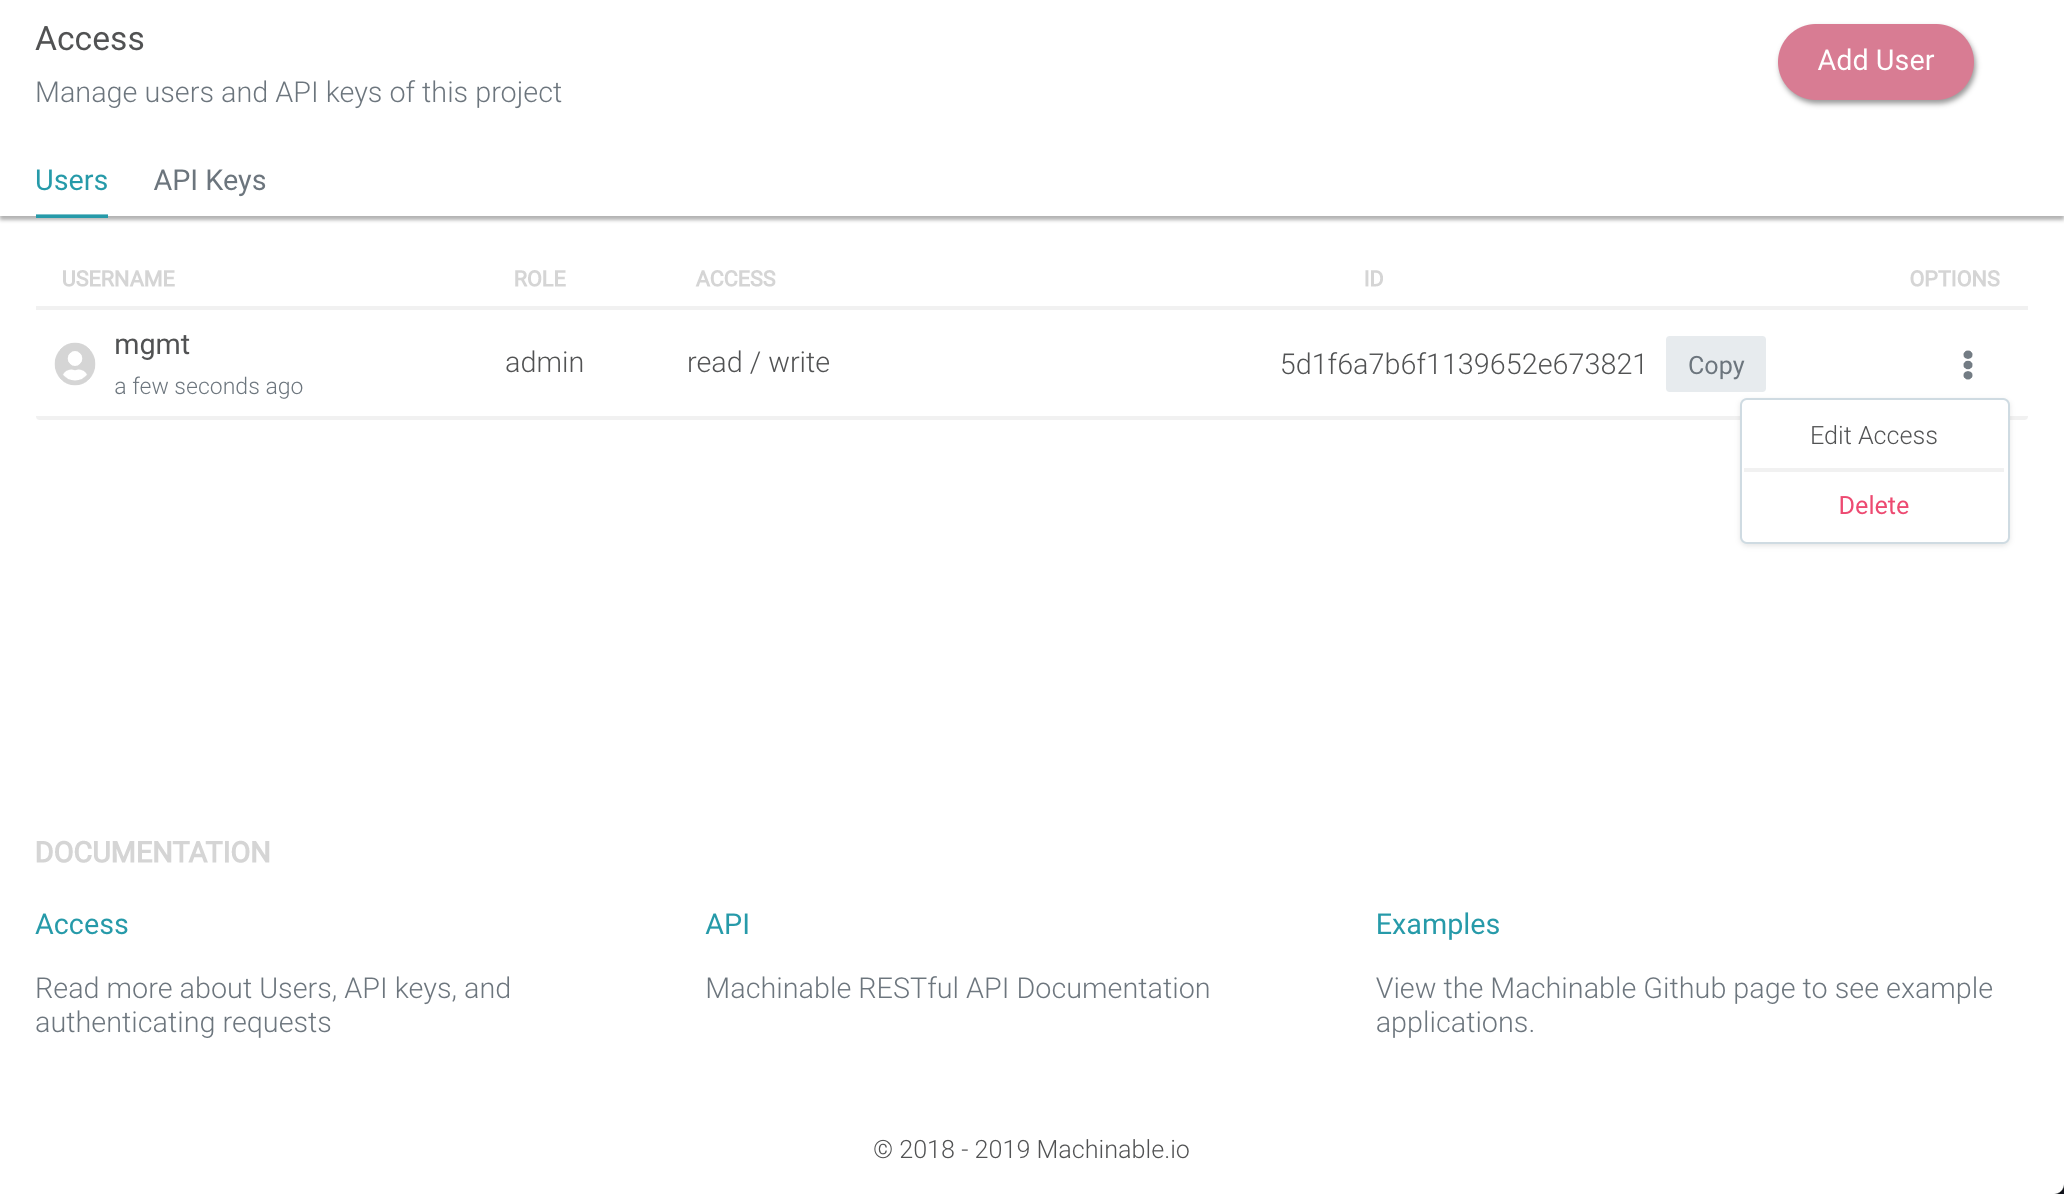 Access
Add User
Manage users and API keys of this project
Users API Keys
USERNAME ROLE ACCESS ID OPTIONS
mgmt
a few seconds ago
admin
read / write
5d1f6a7b6f1139652e673821
Copy
Edit Access
Delete
DOCUMENTATION
Access
Read more about Users, API keys, and
authenticating requests
API
Machinable RESTful API Documentation
Examples
View the Machinable Github page to see example
applications.
© 2018 - 2019 Machinable.io